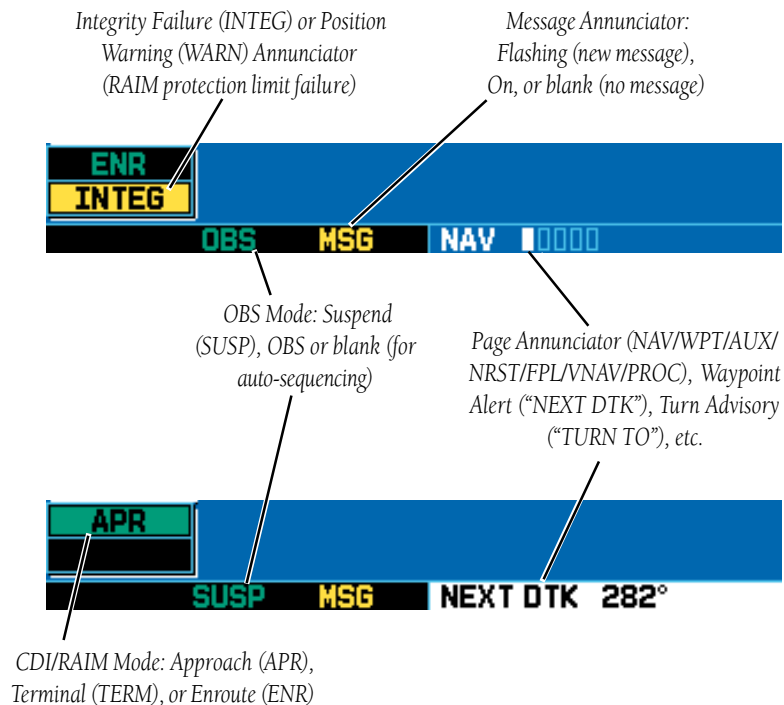 Integrity Failure (INTEG) or Position
Warning (WARN) Annunciator
(RAIM protection limit failure)
Message Annunciator:
Flashing (new message),
On, or blank (no message)
ENR
INTEG
OBS MSG NAV
OBS Mode: Suspend
(SUSP), OBS or blank (for
auto-sequencing)
Page Annunciator (NAV/WPT/AUX/
NRST/FPL/VNAV/PROC), Waypoint
Alert (“NEXT DTK”), Turn Advisory
(“TURN TO”), etc.
APR
SUSP MSG NEXT DTK 282°
CDI/RAIM Mode: Approach (APR),
Terminal (TERM), or Enroute (ENR)